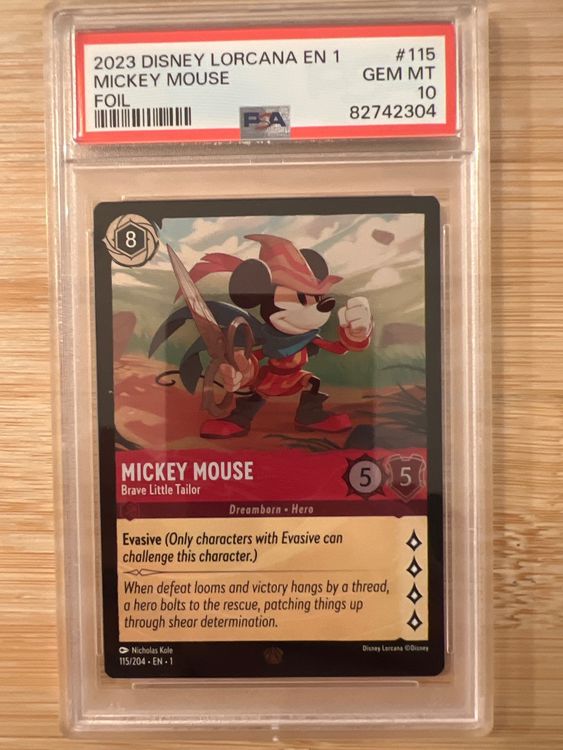 2023 DISNEY LORCANA EN 1 #115
MICKEY MOUSE GEM MT
FOIL 10
PSA 82742304
8
MICKEY MOUSE
Brave Little Tailor
5 5
Dreamborn • Hero
Evasive (Only characters with Evasive can
challenge this character.)
When defeat looms and victory hangs by a thread,
a hero bolts to the rescue, patching things up
through shear determination.
Nicholas Kole Disney Lorcana ©Disney
115/204 • EN • 1